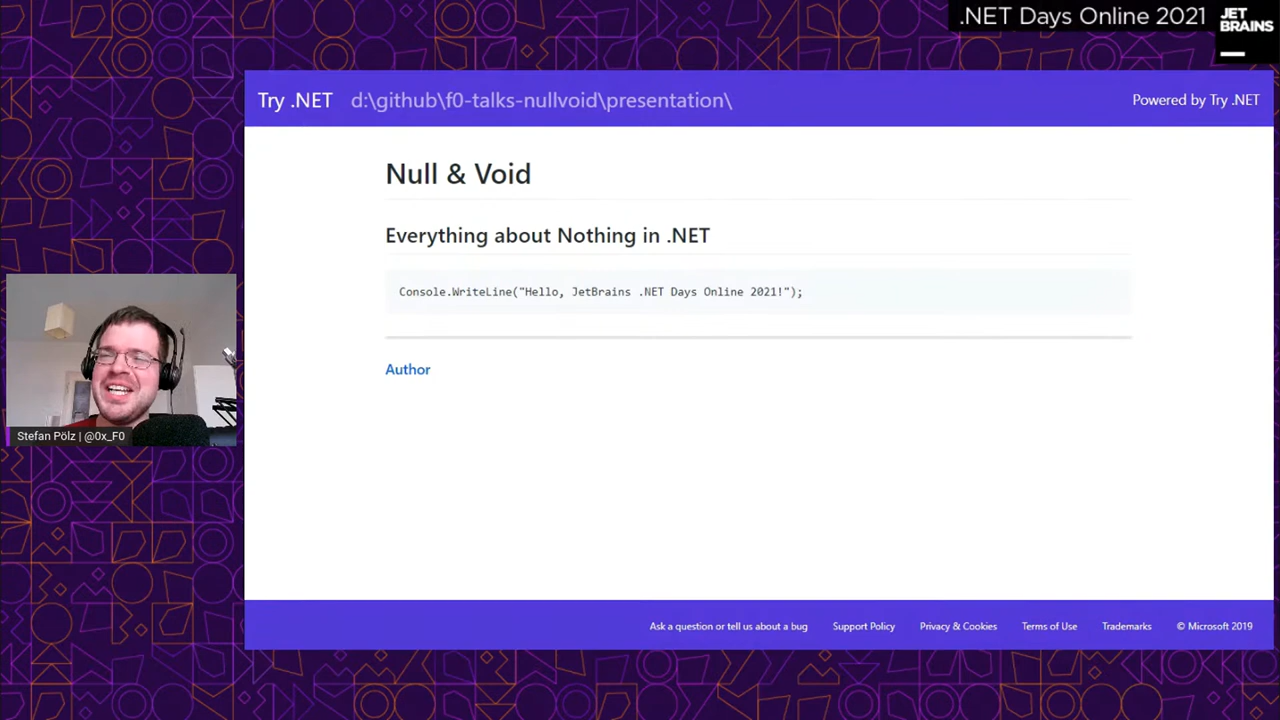 .NET Days Online 2021
JET
BRAINS
Try .NET d:\github\f0-talks-nullvoid\presentation\ Powered by Try .NET
Null & Void
Everything about Nothing in .NET
Console.WriteLine("Hello, JetBrains .NET Days Online 2021!");
Author
Stefan Pölz | @0x_F0
Ask a question or tell us about a bug Support Policy Privacy & Cookies Terms of Use Trademarks © Microsoft 2019